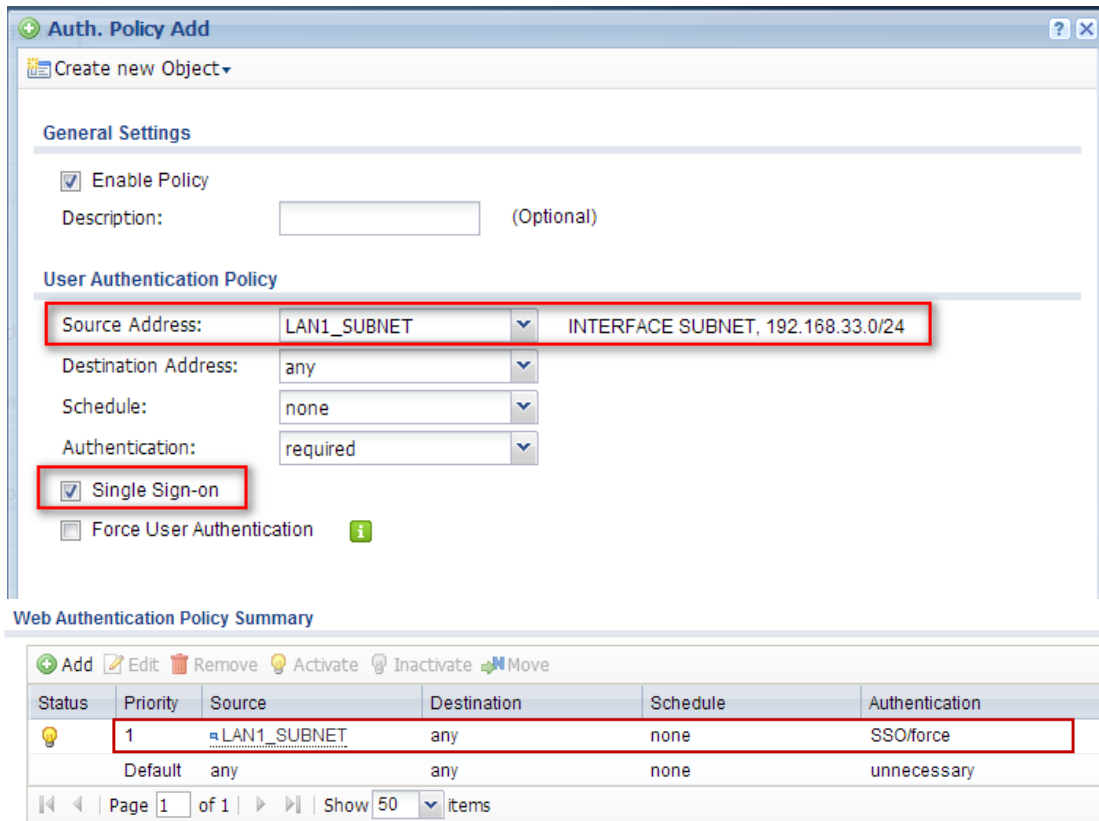 Auth. Policy Add
Create new Object
General Settings
Enable Policy
Description: (Optional)
User Authentication Policy
Source Address: LAN1_SUBNET INTERFACE SUBNET, 192.168.33.0/24
Destination Address: any
Schedule: none
Authentication: required
Single Sign-on
Force User Authentication
Web Authentication Policy Summary
Add Edit Remove Activate Inactivate Move
Status Priority Source Destination Schedule Authentication
1 LAN1_SUBNET any none SSO/force
Default any any none unnecessary
Page 1 of 1 Show 50 items